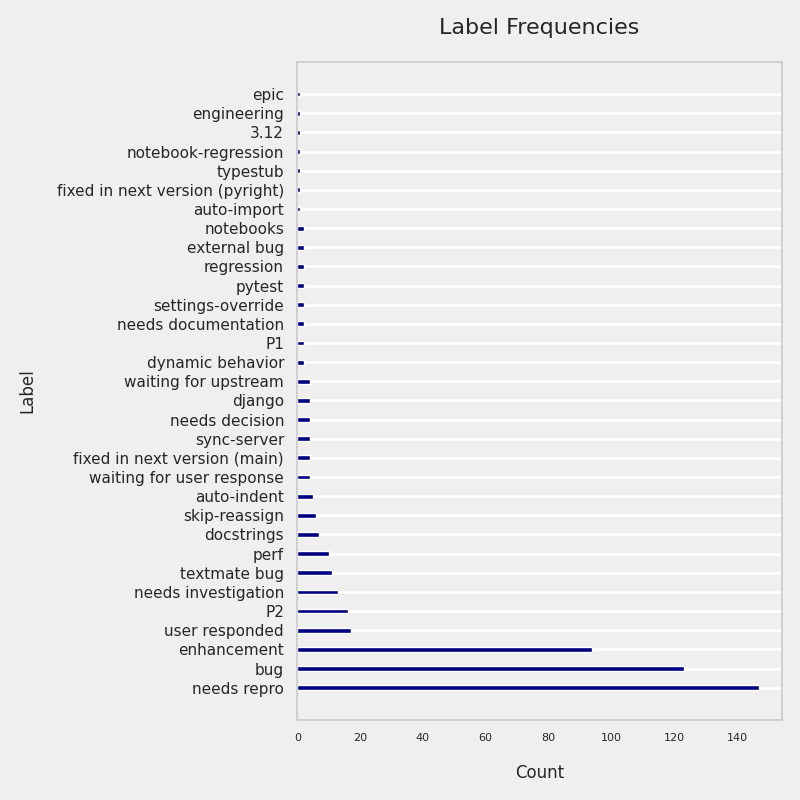 Label Frequencies
epic
engineering
3.12
notebook-regression
typestub
fixed in next version (pyright)
auto-import
notebooks
external bug
regression
pytest
settings-override
needs documentation
P1
dynamic behavior
waiting for upstream
django
needs decision
sync-server
fixed in next version (main)
waiting for user response
auto-indent
skip-reassign
docstrings
perf
textmate bug
needs investigation
P2
user responded
enhancement
bug
needs repro
Label
0 20 40 60 80 100 120 140
Count